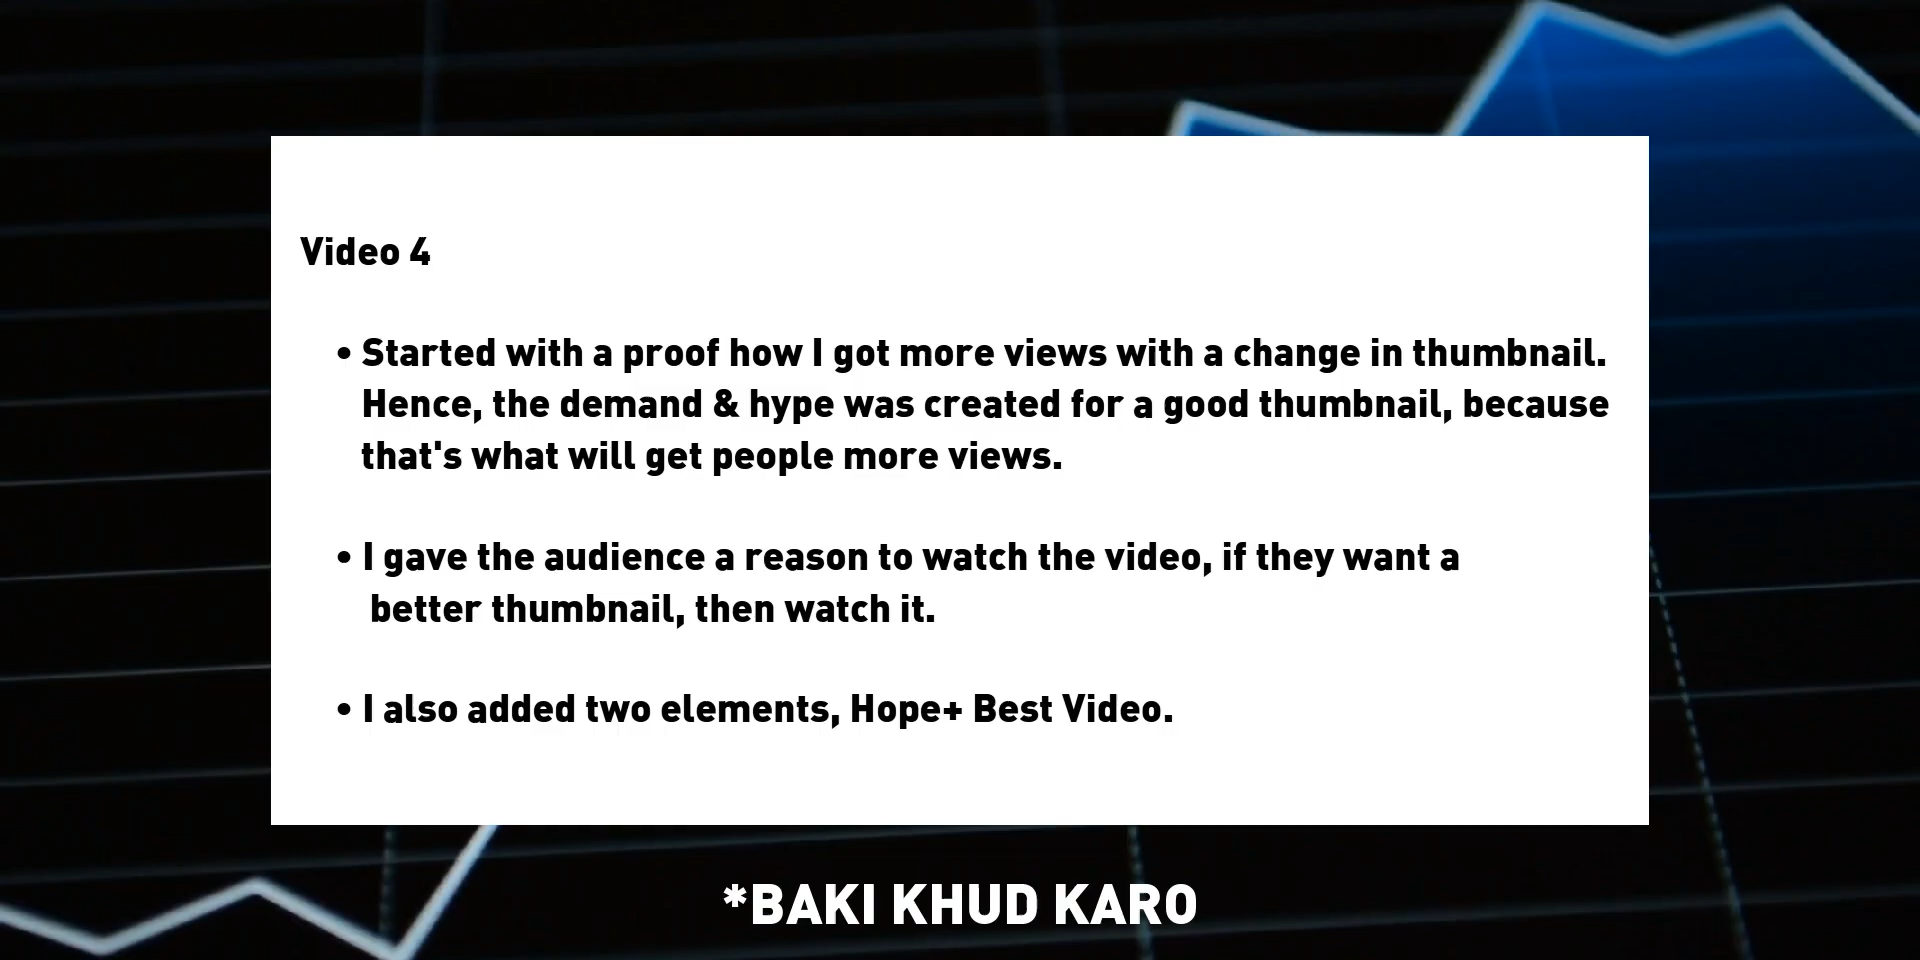 Video 4
• Started with a proof how I got more views with a change in thumbnail.
Hence, the demand & hype was created for a good thumbnail, because
that's what will get people more views.
• I gave the audience a reason to watch the video, if they want a
better thumbnail, then watch it.
• I also added two elements, Hope+ Best Video.
*BAKI KHUD KARO